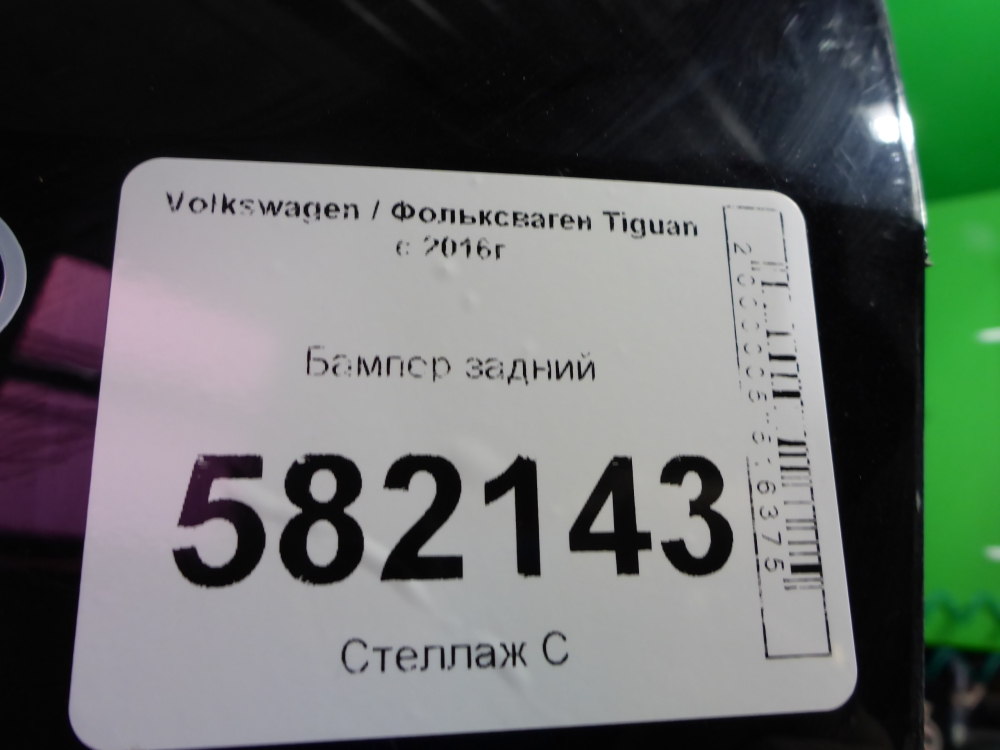 Volkswagen / Фольксваген Tiguan
с 2016г
Бампер задний
582143
Стеллаж С